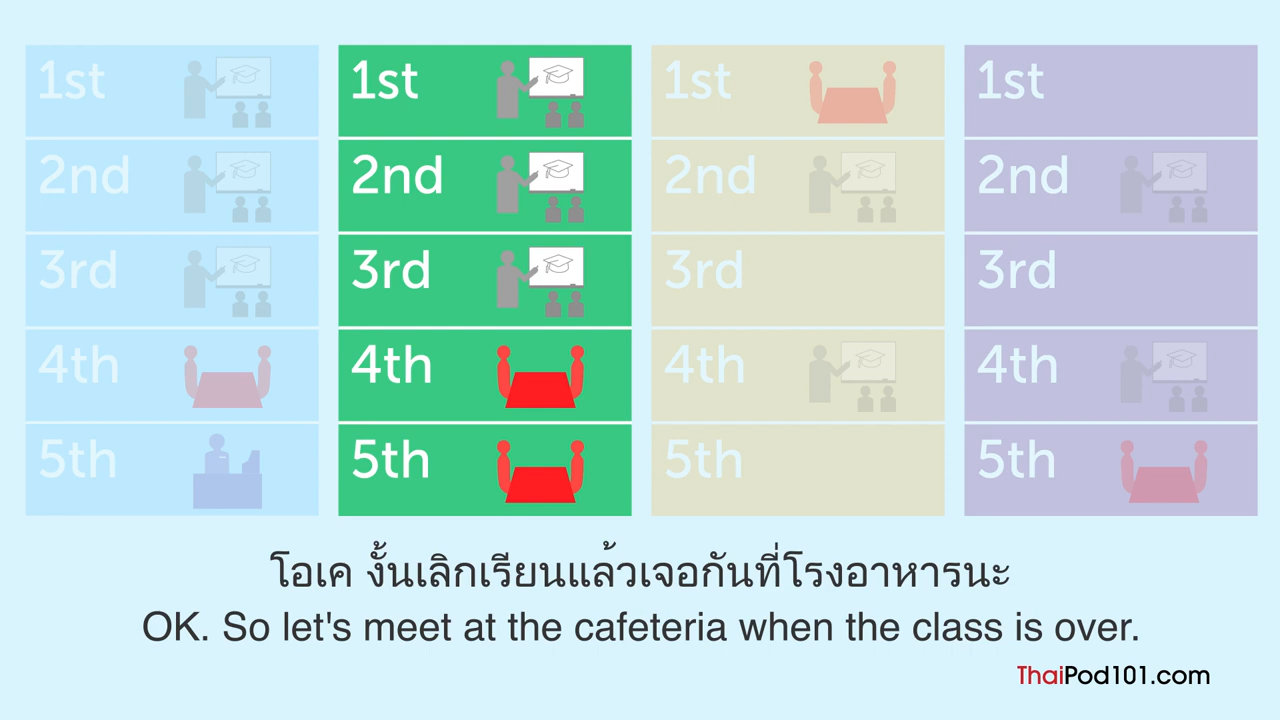 1st
2nd
3rd
4th
5th
1st
2nd
3rd
4th
5th
1st
2nd
3rd
4th
5th
1st
2nd
3rd
4th
5th
โอเค งั้นเลิกเรียนแล้วเจอกันที่โรงอาหารนะ
OK. So let's meet at the cafeteria when the class is over.
ThaiPod101.com